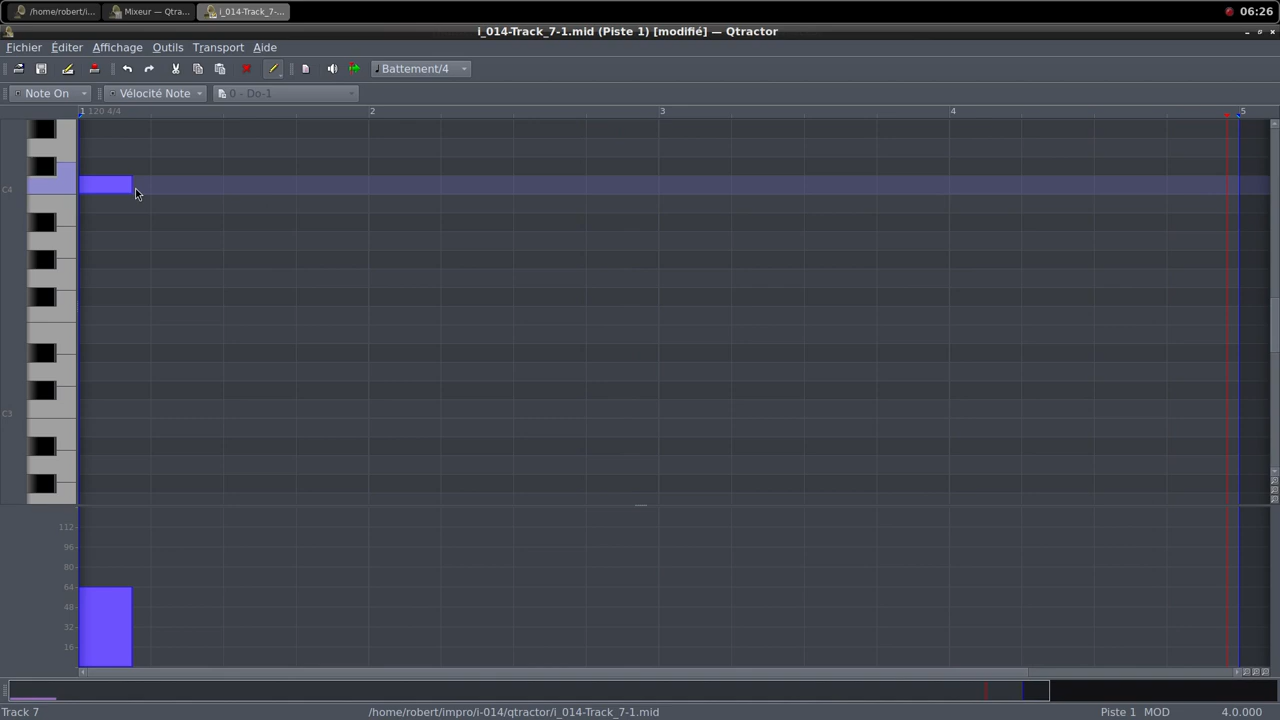 /home/robert/i...
Mixeur — Qtra...
i_014-Track_7-...
06:26
i_014-Track_7-1.mid (Piste 1) [modifié] — Qtractor
Fichier Éditer Affichage Outils Transport Aide
Battement/4
Note On Vélocité Note 0 - Do-1
1 120 4/4 2 3 4 5
C4
C3
112
96
80
64
48
32
16
Track 7 /home/robert/impro/i-014/qtractor/i_014-Track_7-1.mid Piste 1 MOD 4.0.000